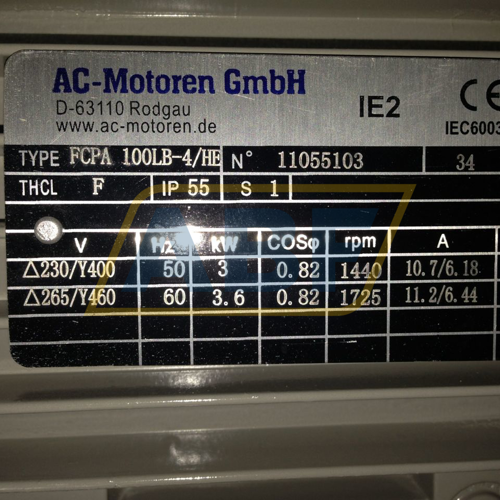 AC-Motoren GmbH
D-63110 Rodgau
www.ac-motoren.de
IE2
CE
IEC6003
TYPE FCPA 100LB-4/HE N° 11055103 34
THCL F IP 55 S 1
V Hz kW COSφ rpm A
△230/Y400 50 3 0.82 1440 10.7/6.18
△265/Y460 60 3.6 0.82 1725 11.2/6.44